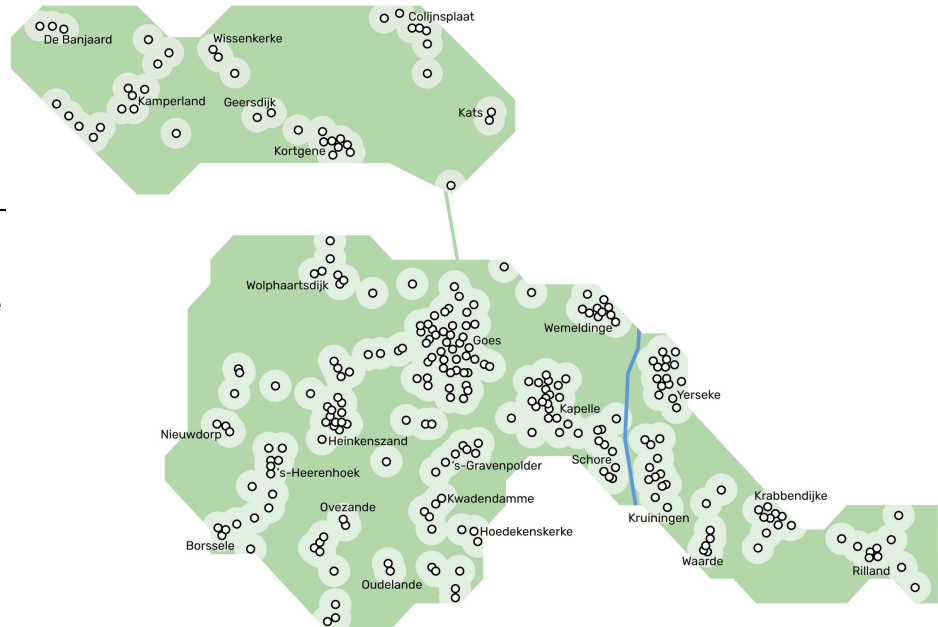 Colijnsplaat
De Banjaard
Wissenkerke
Kamperland
Geersdijk
Kats
Kortgene
Wolphaartsdijk
Wemeldinge
Goes
Yerseke
Kapelle
Nieuwdorp
Heinkenszand
Schore
's-Gravenpolder
's-Heerenhoek
Krabbendijke
Kwadendamme
Ovezande
Kruiningen
Hoedekenskerke
Borssele
Waarde
Rilland
Oudelande